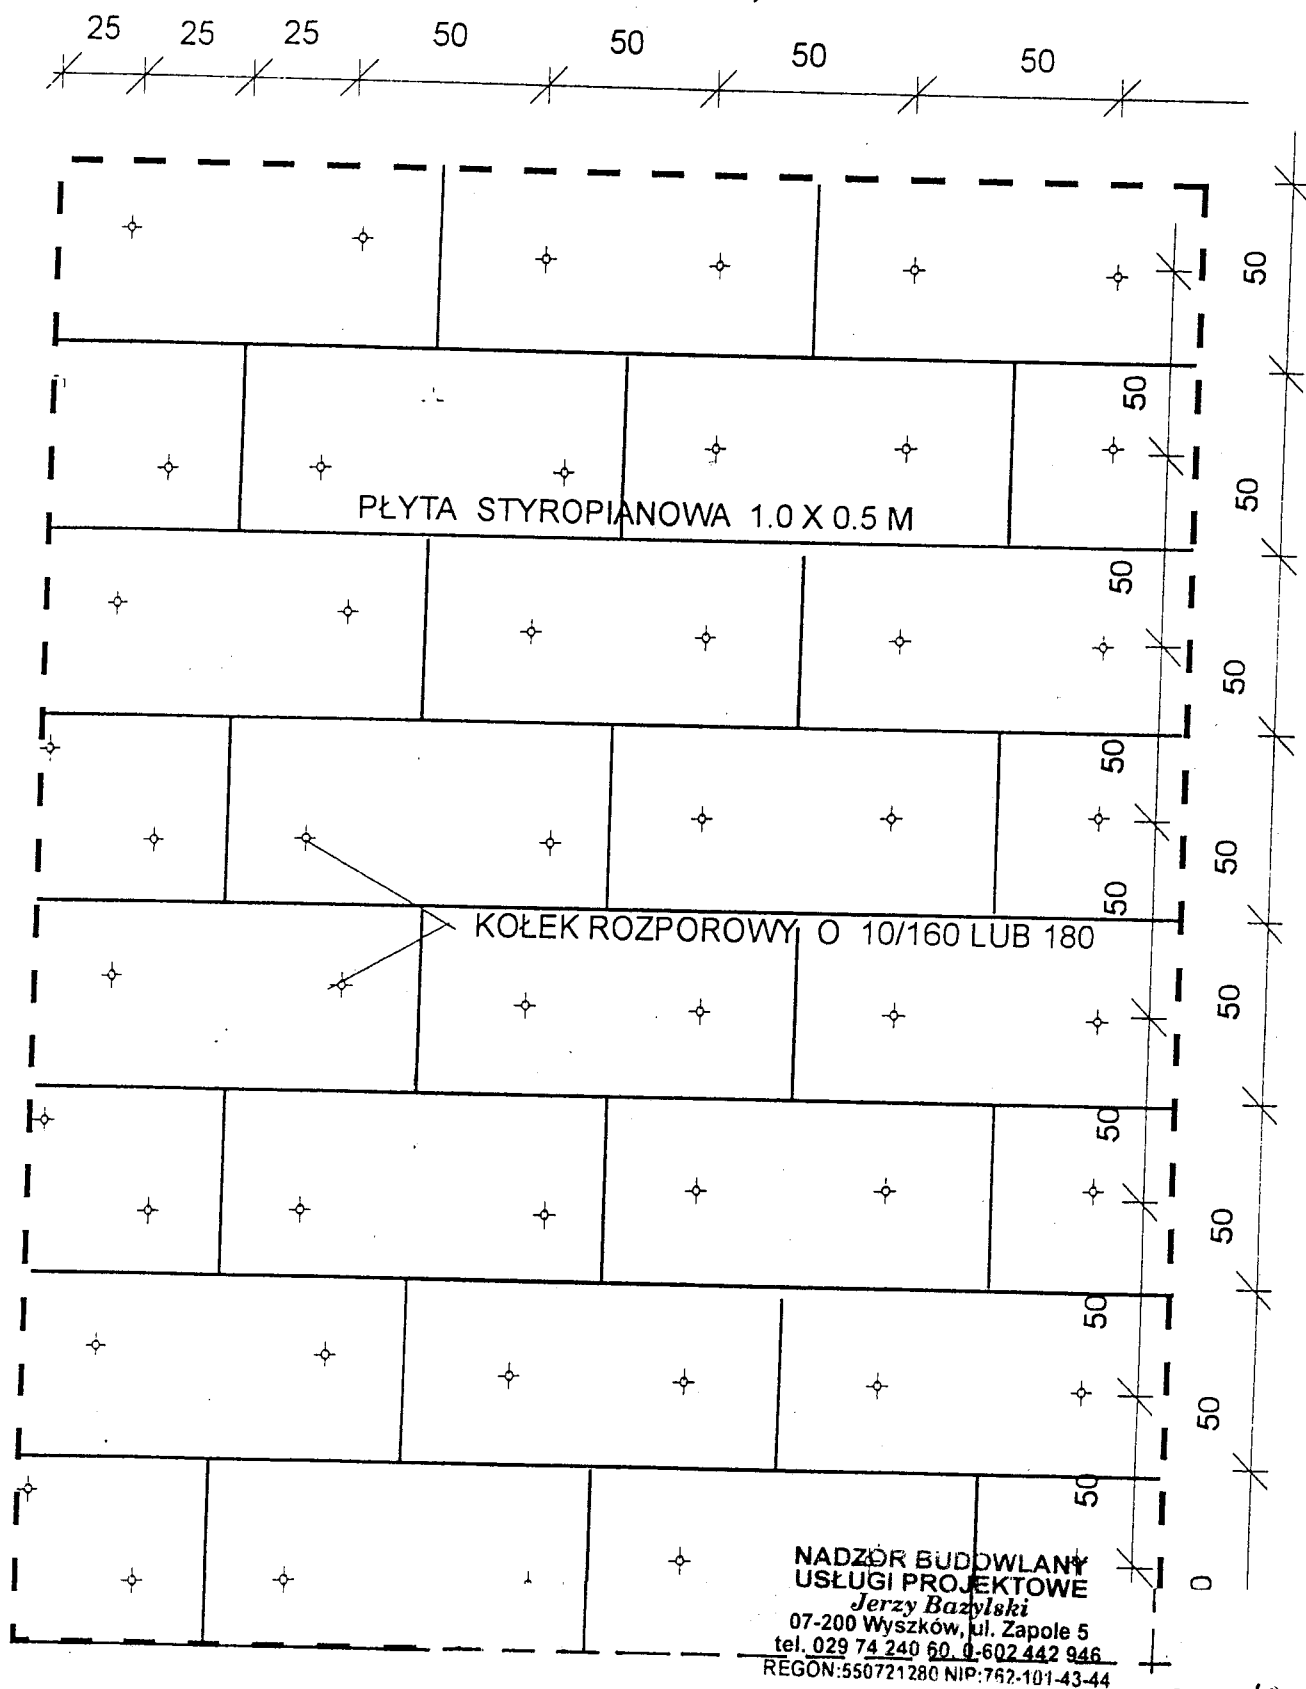 25 25 25 50 50 50 50
50
50
50
PŁYTA STYROPIANOWA 1.0 X 0.5 M
50
50
50
50
50
KOŁEK ROZPOROWY O 10/160 LUB 180
50
50
50
50
50
50
NADZÓR BUDOWLANY
USŁUGI PROJEKTOWE
Jerzy Bazylski
07-200 Wyszków, ul. Zapole 5
tel. 029 74 240 60, 0-602 442 946
REGON:550721280 NIP:762-101-43-44
0